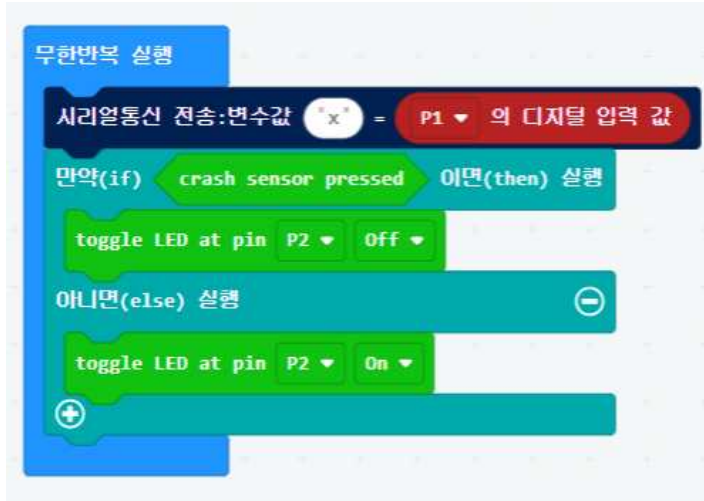 무한반복 실행
시리얼통신 전송:변수값 "x" = P1 의 디지털 입력 값
만약(if) crash sensor pressed 이면(then) 실행
toggle LED at pin P2 Off
아니면(else) 실행
toggle LED at pin P2 On